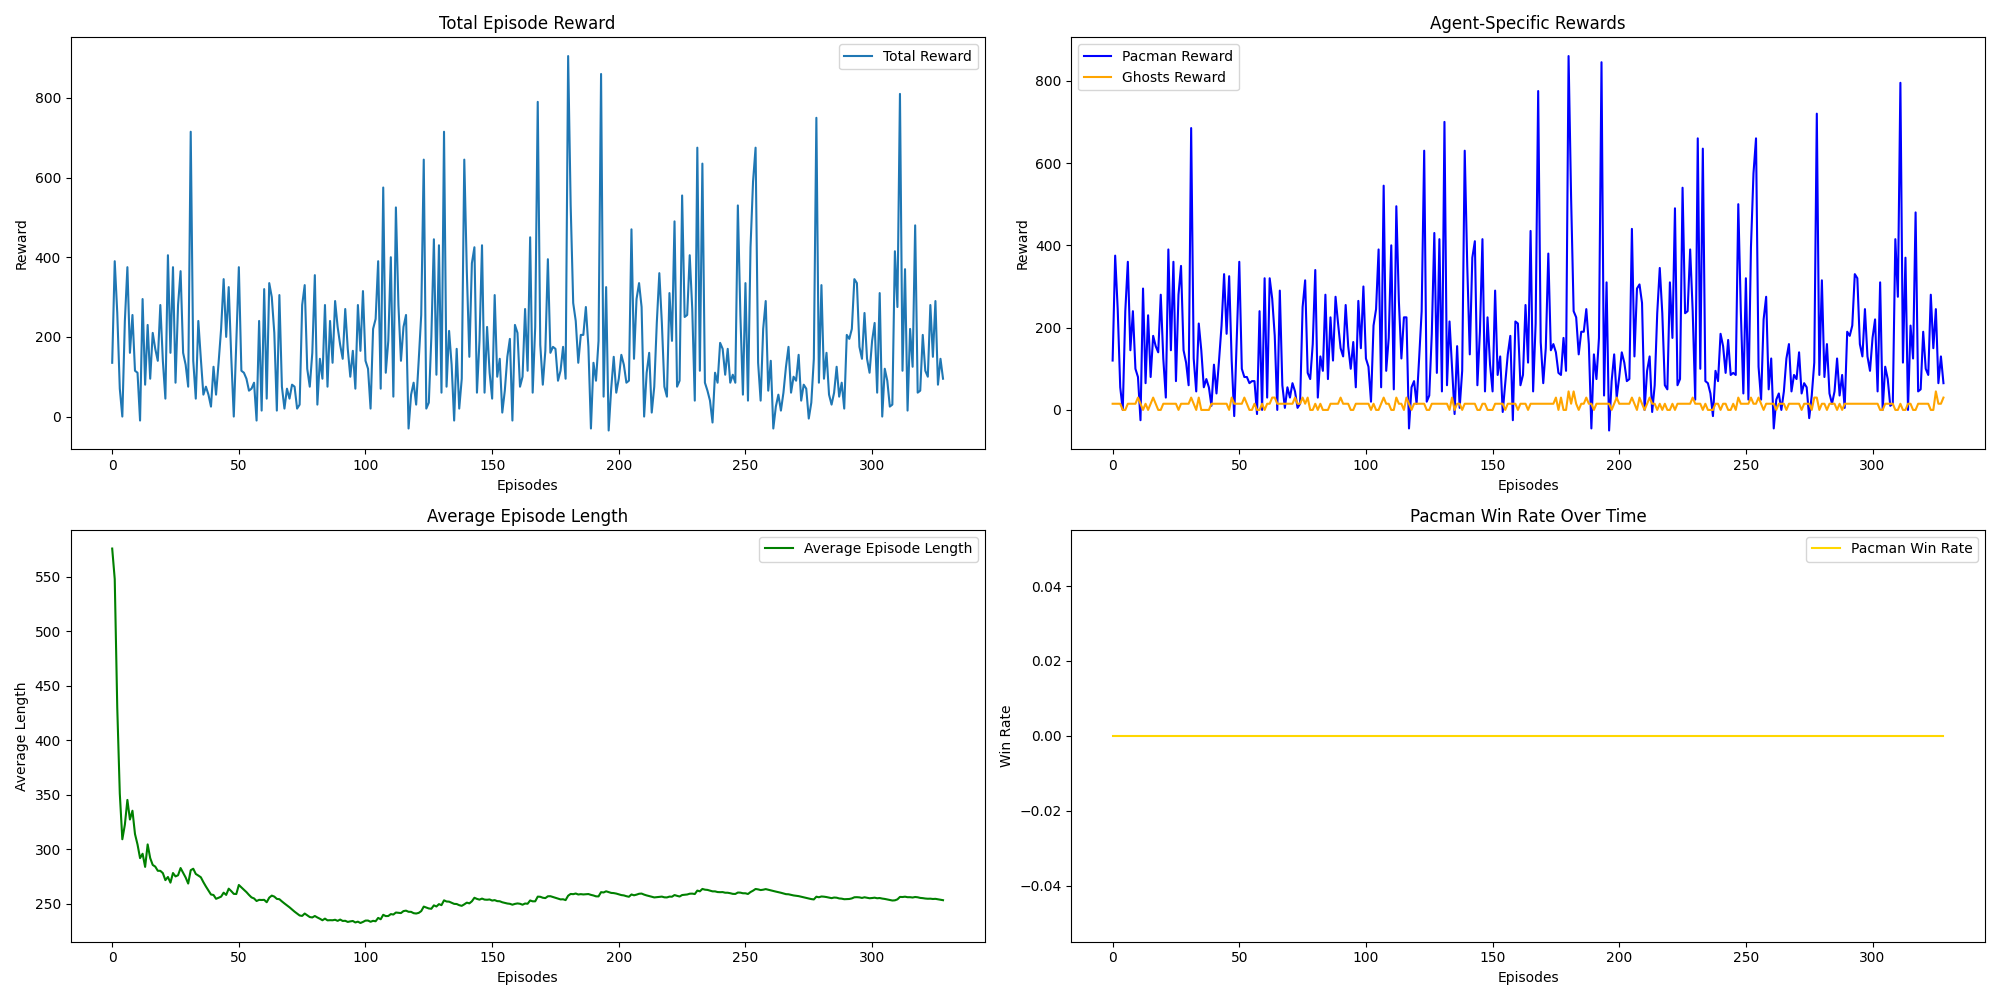 Total Episode Reward
Total Reward
Reward
800
600
400
200
0
0 50 100 150 200 250 300
Episodes
Agent-Specific Rewards
Pacman Reward
Ghosts Reward
Reward
800
600
400
200
0
0 50 100 150 200 250 300
Episodes
Average Episode Length
Average Episode Length
Average Length
550
500
450
400
350
300
250
0 50 100 150 200 250 300
Episodes
Pacman Win Rate Over Time
Pacman Win Rate
Win Rate
0.04
0.02
0.00
−0.02
−0.04
0 50 100 150 200 250 300
Episodes